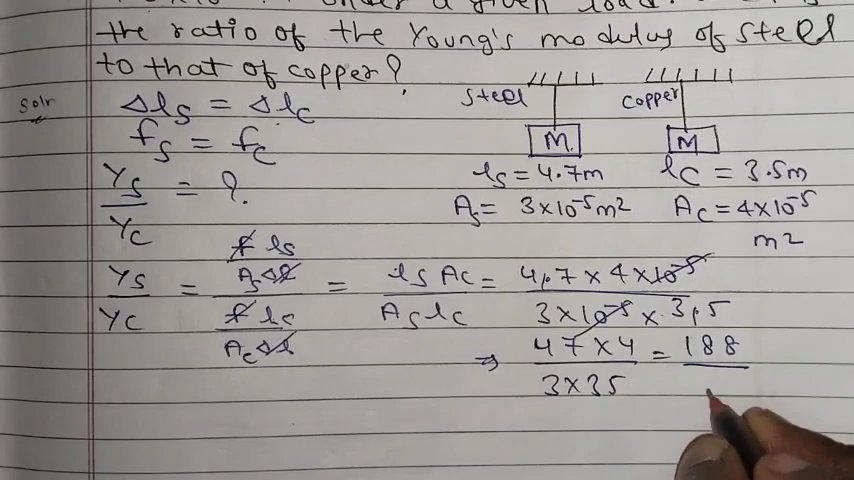 under a given load.
the ratio of the Young's modulus of steel
to that of copper?
Soln
Δls = Δlc
fs = fc
Ys/Yc = ?
steel copper
M. M
ls = 4.7m lc = 3.5m
As = 3×10⁻⁵m² Ac = 4×10⁻⁵
m²
Ys/Yc = (f ls/As Δl)/(f lc/Ac Δl) = ls Ac/As lc = 4.7 × 4 × 10⁻⁵/3 × 10⁻⁵ × 3.5
⇒ 47 × 4/3 × 35 = 188